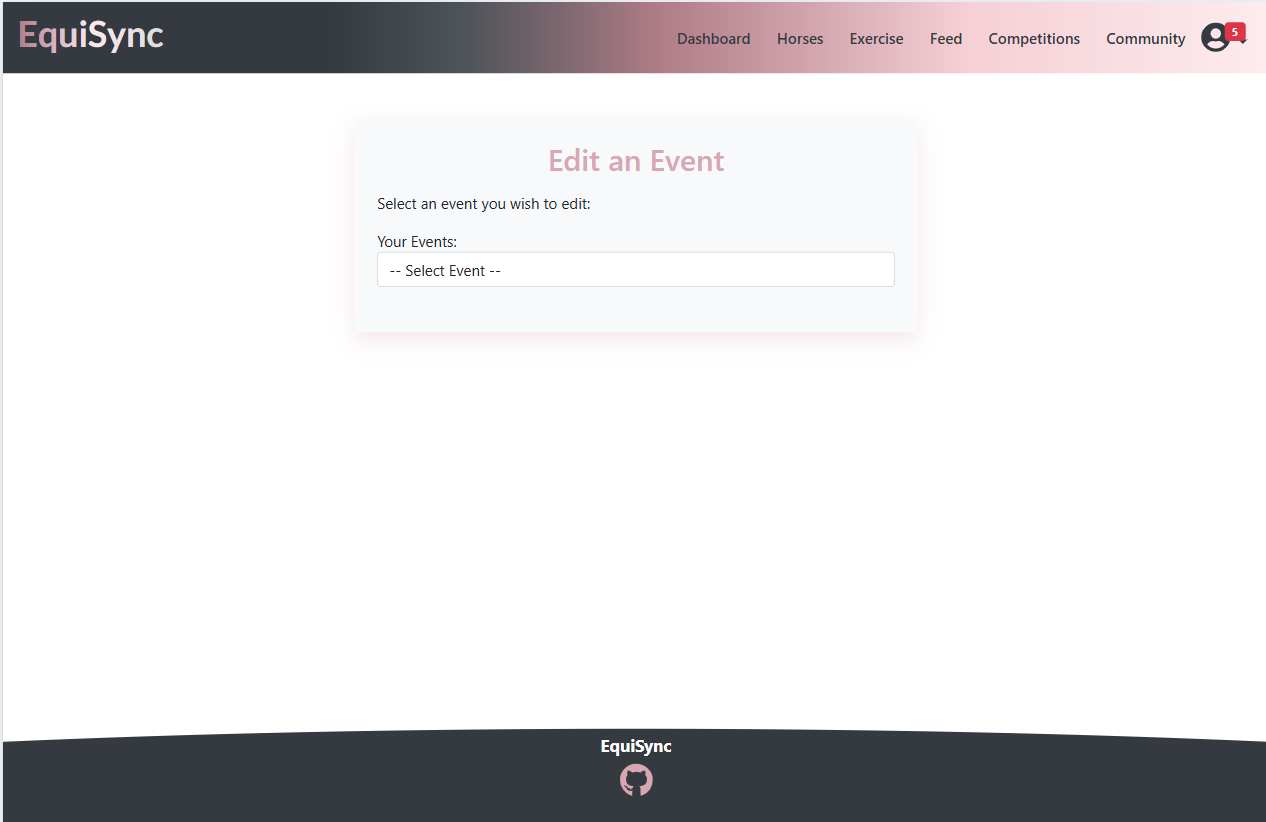 EquiSync
Dashboard Horses Exercise Feed Competitions Community 5
Edit an Event
Select an event you wish to edit:
Your Events:
-- Select Event --
EquiSync